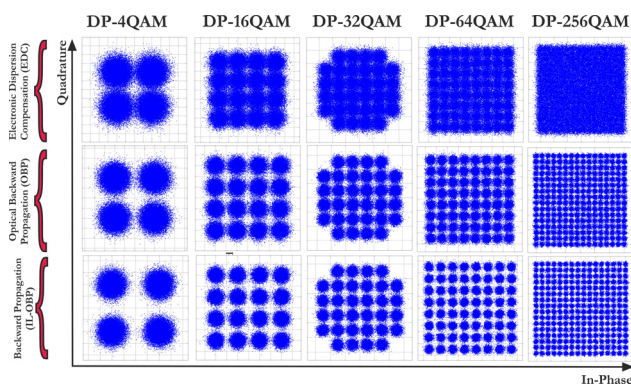 DP-4QAM DP-16QAM DP-32QAM DP-64QAM DP-256QAM
Quadrature
Electronic Dispersion
Compensation (EDC)
Optical Backward
Propagation (OBP)
Backward Propagation
(IL-OBP)
In-Phase